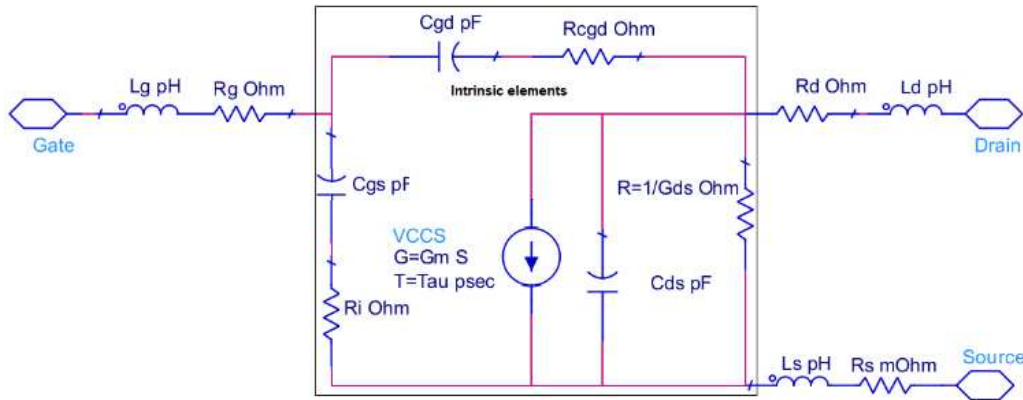 Cgd pF
Rcgd Ohm
Intrinsic elements
Lg pH
Rg Ohm
Rd Ohm
Ld pH
Gate
Drain
Cgs pF
R=1/Gds Ohm
VCCS
G=Gm S
T=Tau psec
Cds pF
Ri Ohm
Ls pH
Rs mOhm
Source